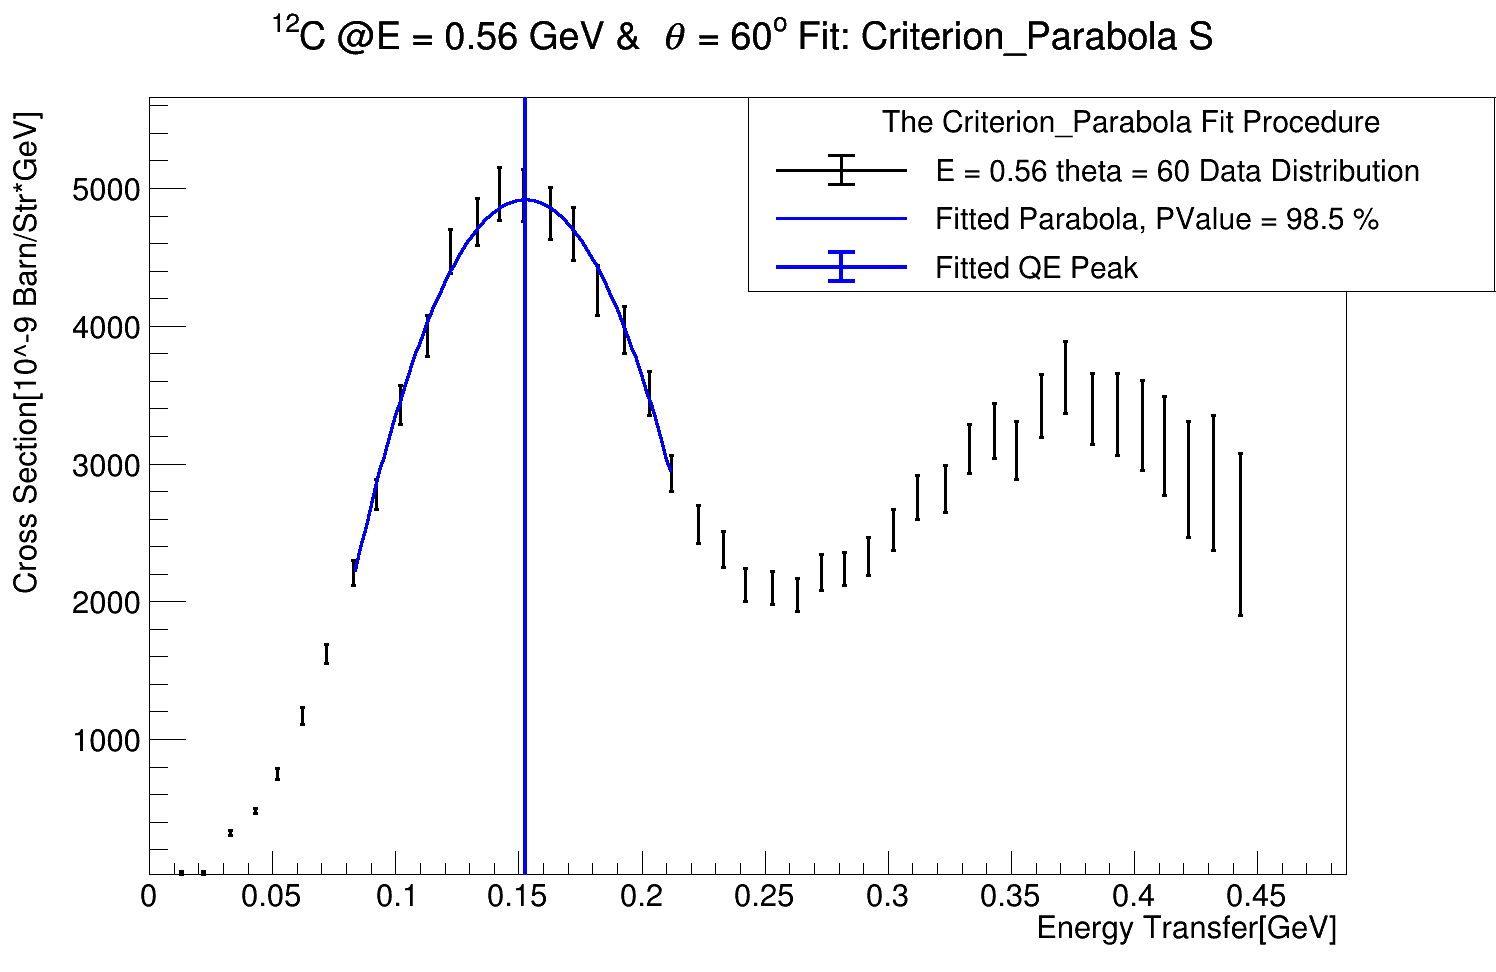 ¹²C @E = 0.56 GeV & θ = 60° Fit: Criterion_Parabola S
The Criterion_Parabola Fit Procedure
E = 0.56 theta = 60 Data Distribution
Fitted Parabola, PValue = 98.5 %
Fitted QE Peak
Cross Section[10^-9 Barn/Str*GeV]
5000
4000
3000
2000
1000
0 0.05 0.1 0.15 0.2 0.25 0.3 0.35 0.4 0.45
Energy Transfer[GeV]